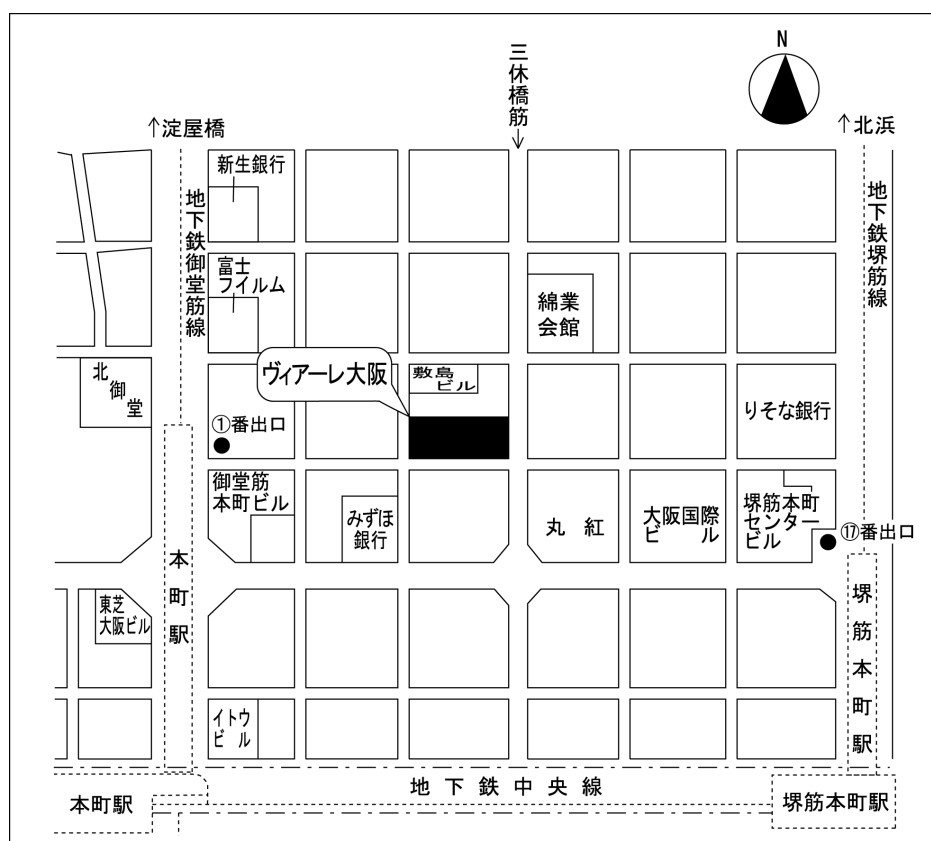 N
三休橋筋
↓
↑淀屋橋
↑北浜
新生銀行
地下鉄御堂筋線
地下鉄堺筋線
富士
フイルム
綿業
会館
北御堂
ヴィアーレ大阪
敷島
ビル
①番出口
りそな銀行
御堂筋
本町ビル
みずほ
銀行
丸紅
大阪国際
ビル
堺筋本町
センター
ビル
⑰番出口
本町駅
東芝
大阪ビル
堺筋本町駅
イトウ
ビル
地下鉄中央線
本町駅
堺筋本町駅